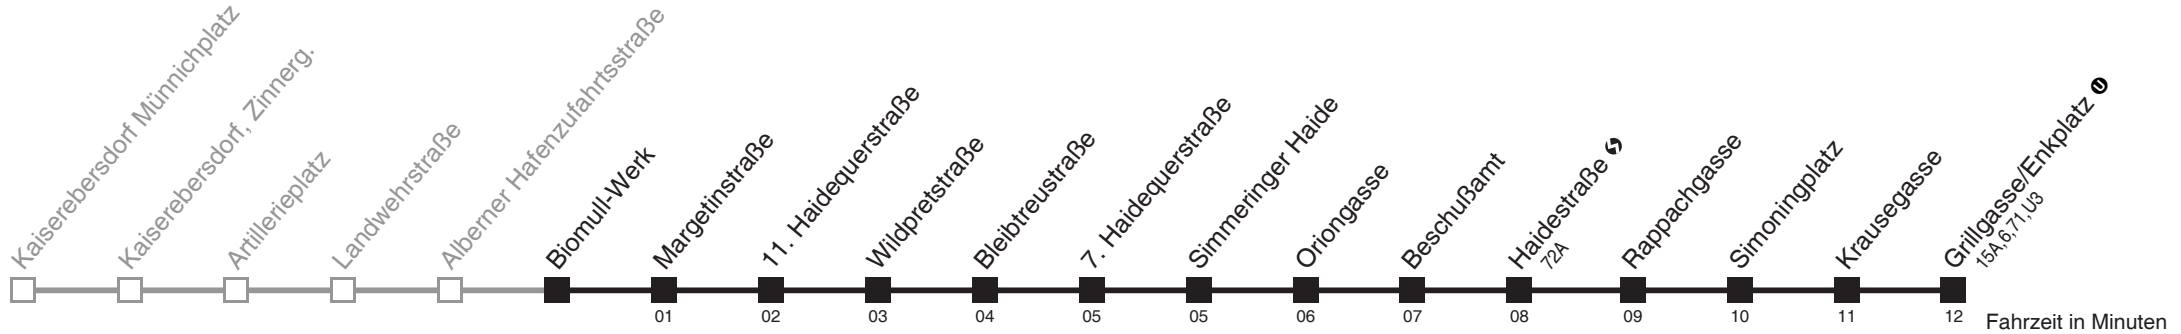 Kaiserebersdorf Münnichplatz
Kaiserebersdorf, Zinnerg.
Artillerieplatz
Landwehrstraße
Alberner Hafenzufahrtsstraße
Biomull-Werk
Margetinstraße
11. Haidequerstraße
Wildpretstraße
Bleibtreustraße
7. Haidequerstraße
Simmeringer Haide
Oriongasse
Beschußamt
Haidestraße
72A
Rappachgasse
Simoningplatz
Krausegasse
Grillgasse/Enkplatz U
15A,6,71,U3
01 02 03 04 05 05 06 07 08 09 10 11 12 Fahrzeit in Minuten